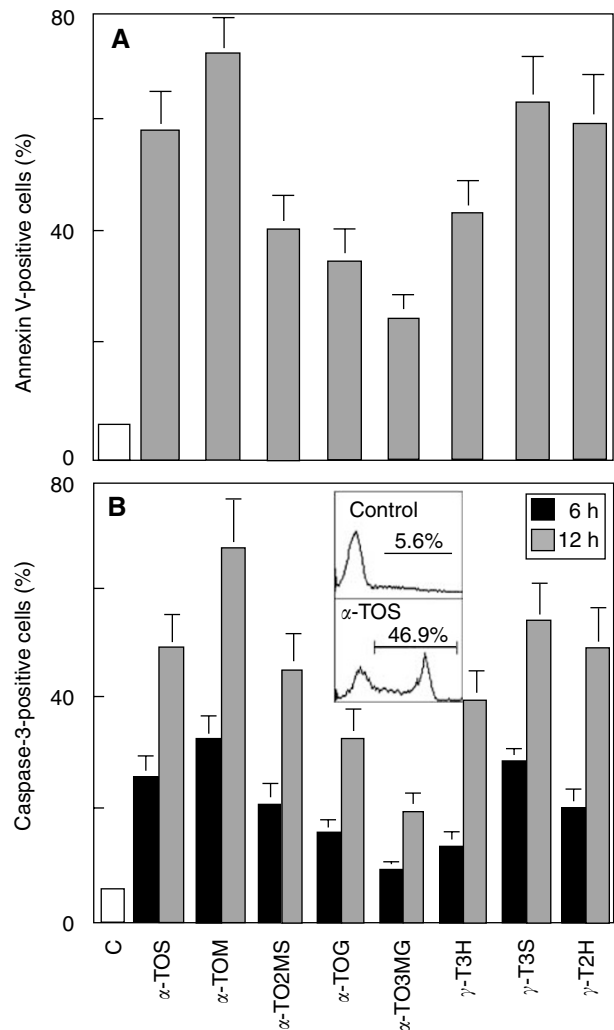 A
Annexin V-positive cells (%)
80
40
0
B
Caspase-3-positive cells (%)
80
40
0
Control
5.6%
α-TOS
46.9%
6 h
12 h
C
α-TOS
α-TOM
α-TO2MS
α-TOG
α-TO3MG
γ-T3H
γ-T3S
γ-T2H